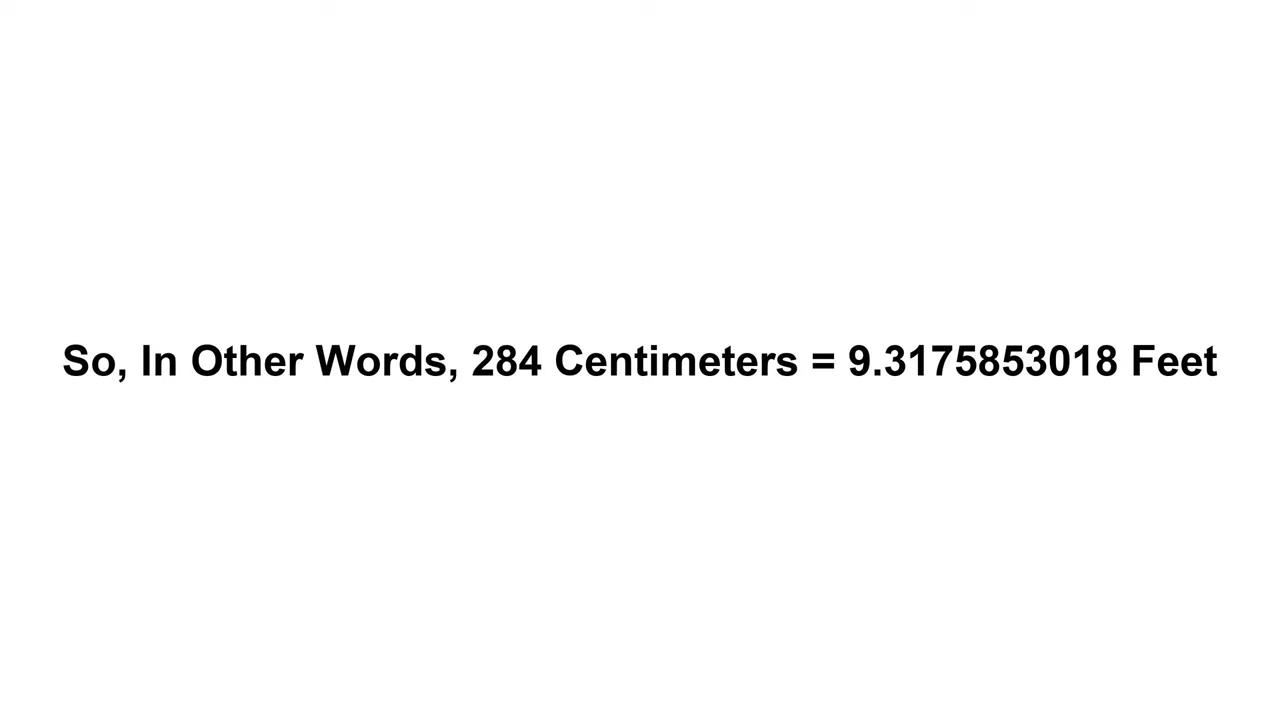 So, In Other Words, 284 Centimeters = 9.3175853018 Feet